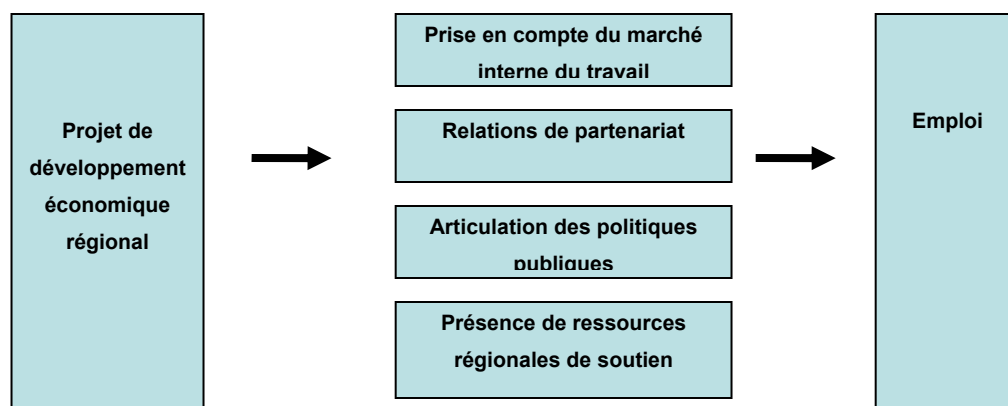 Projet de
développement
économique
régional
Prise en compte du marché
interne du travail
Relations de partenariat
Articulation des politiques
publiques
Présence de ressources
régionales de soutien
Emploi